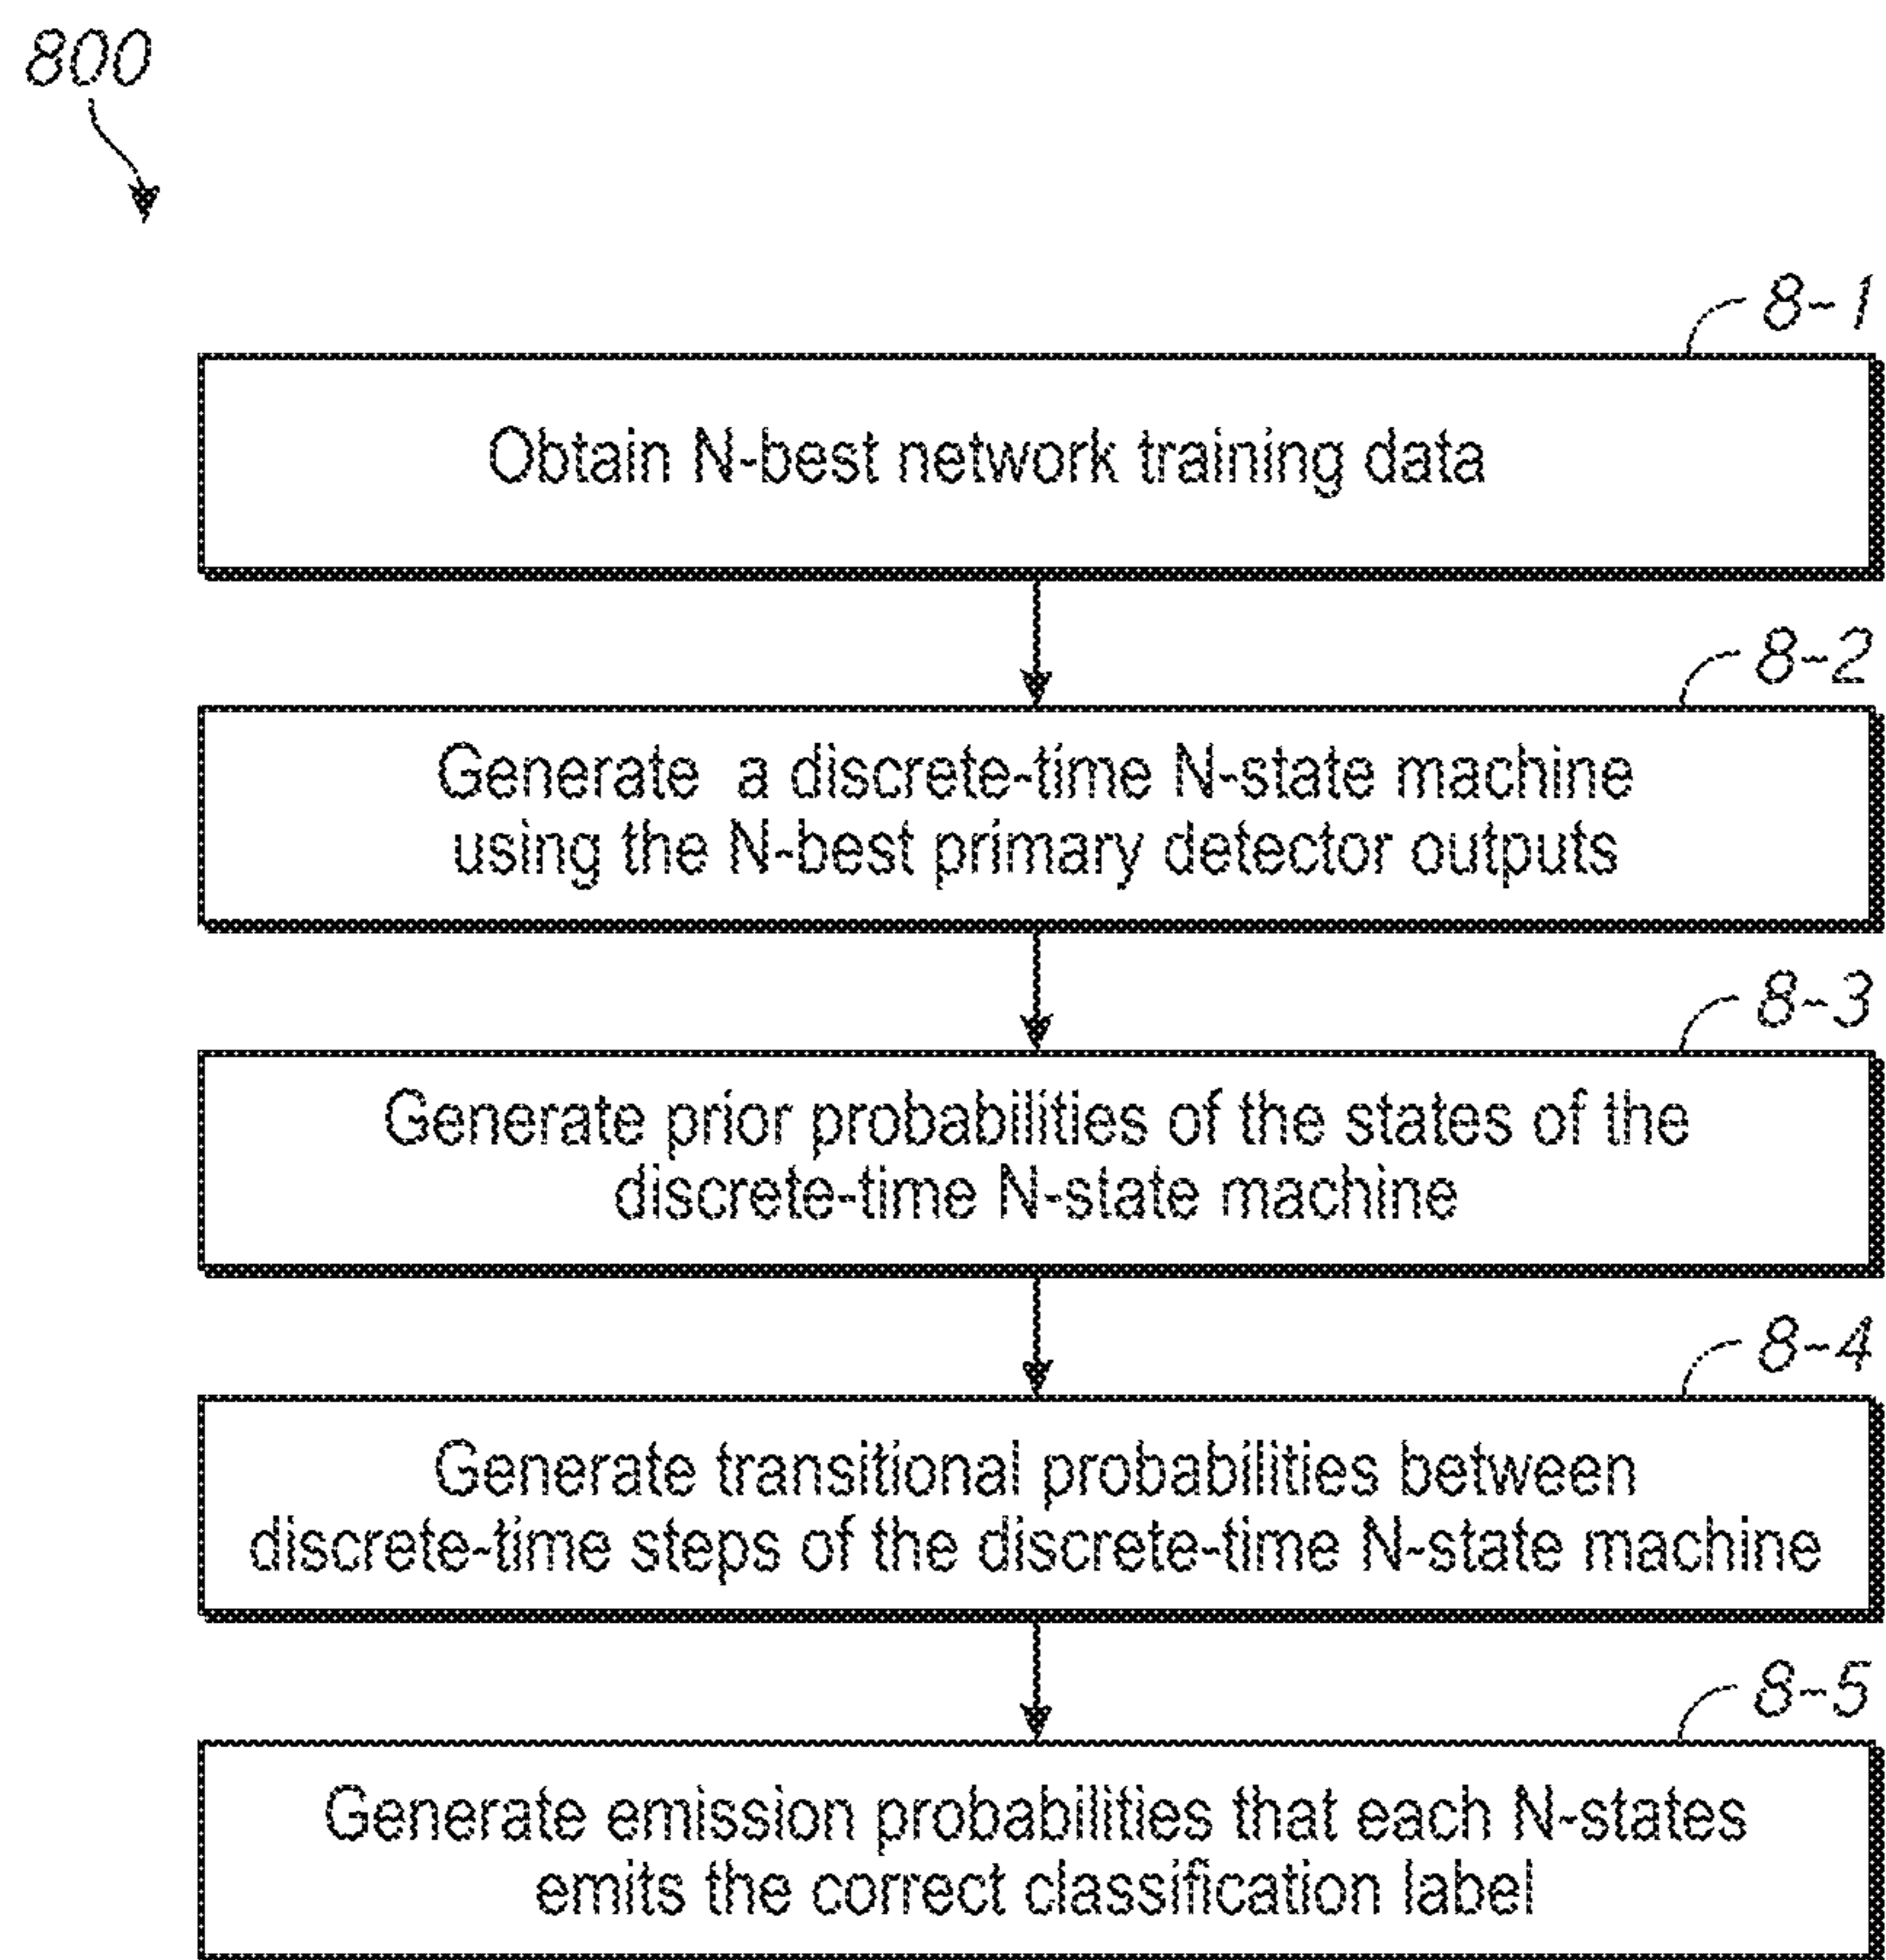 800
8-1
Obtain N-best network training data
8-2
Generate a discrete-time N-state machine
using the N-best primary detector outputs
8-3
Generate prior probabilities of the states of the
discrete-time N-state machine
8-4
Generate transitional probabilities between
discrete-time steps of the discrete-time N-state machine
8-5
Generate emission probabilities that each N-states
emits the correct classification label